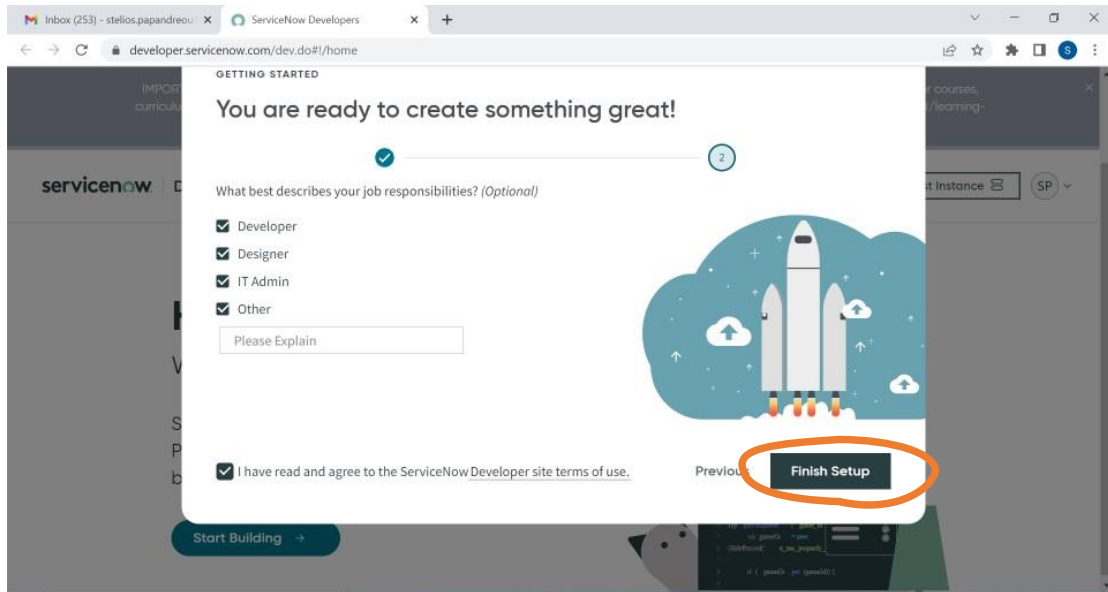 Inbox (253) - stelios.papandreou
ServiceNow Developers
developer.servicenow.com/dev.do#!/home
GETTING STARTED
You are ready to create something great!
2
What best describes your job responsibilities? (Optional)
Developer
Designer
IT Admin
Other
Please Explain
I have read and agree to the ServiceNow Developer site terms of use.
Previous
Finish Setup
servicenow
Instance
SP
S
r courses,
/learning-
Start Building →